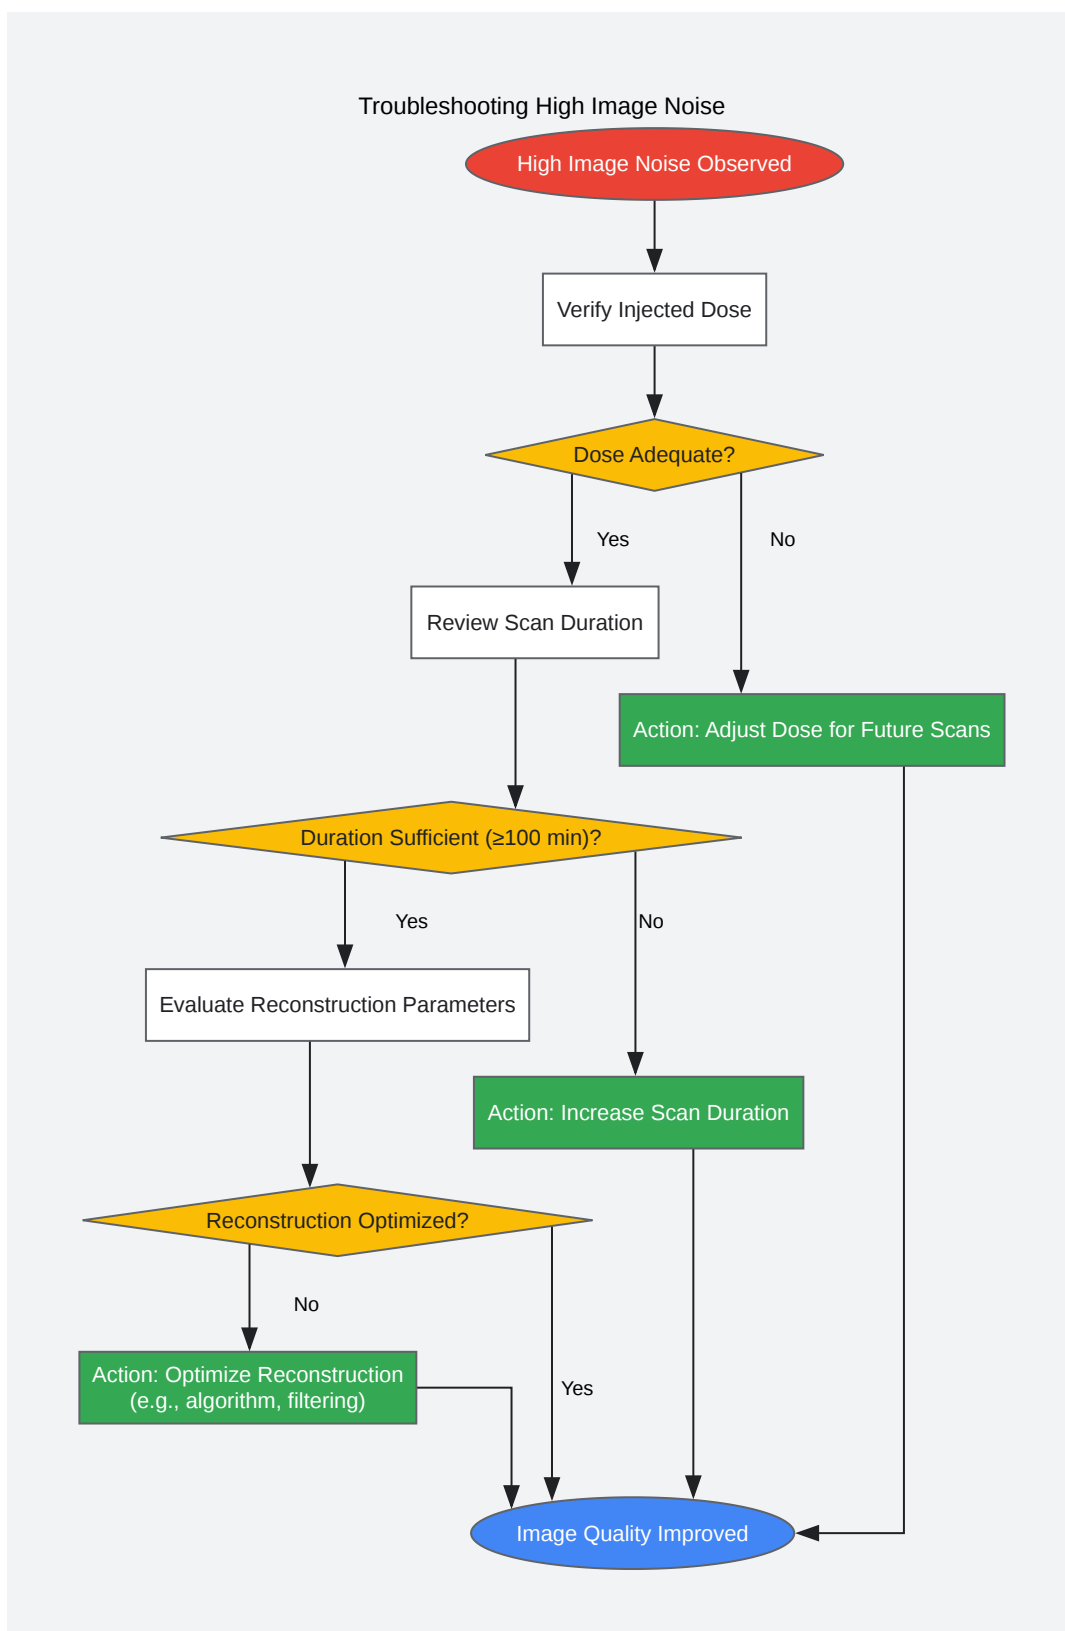 Troubleshooting High Image Noise
High Image Noise Observed
Verify Injected Dose
Dose Adequate?
Yes
No
Review Scan Duration
Action: Adjust Dose for Future Scans
Duration Sufficient (≥100 min)?
Yes
No
Evaluate Reconstruction Parameters
Action: Increase Scan Duration
Reconstruction Optimized?
No
Action: Optimize Reconstruction
(e.g., algorithm, filtering)
Yes
Image Quality Improved